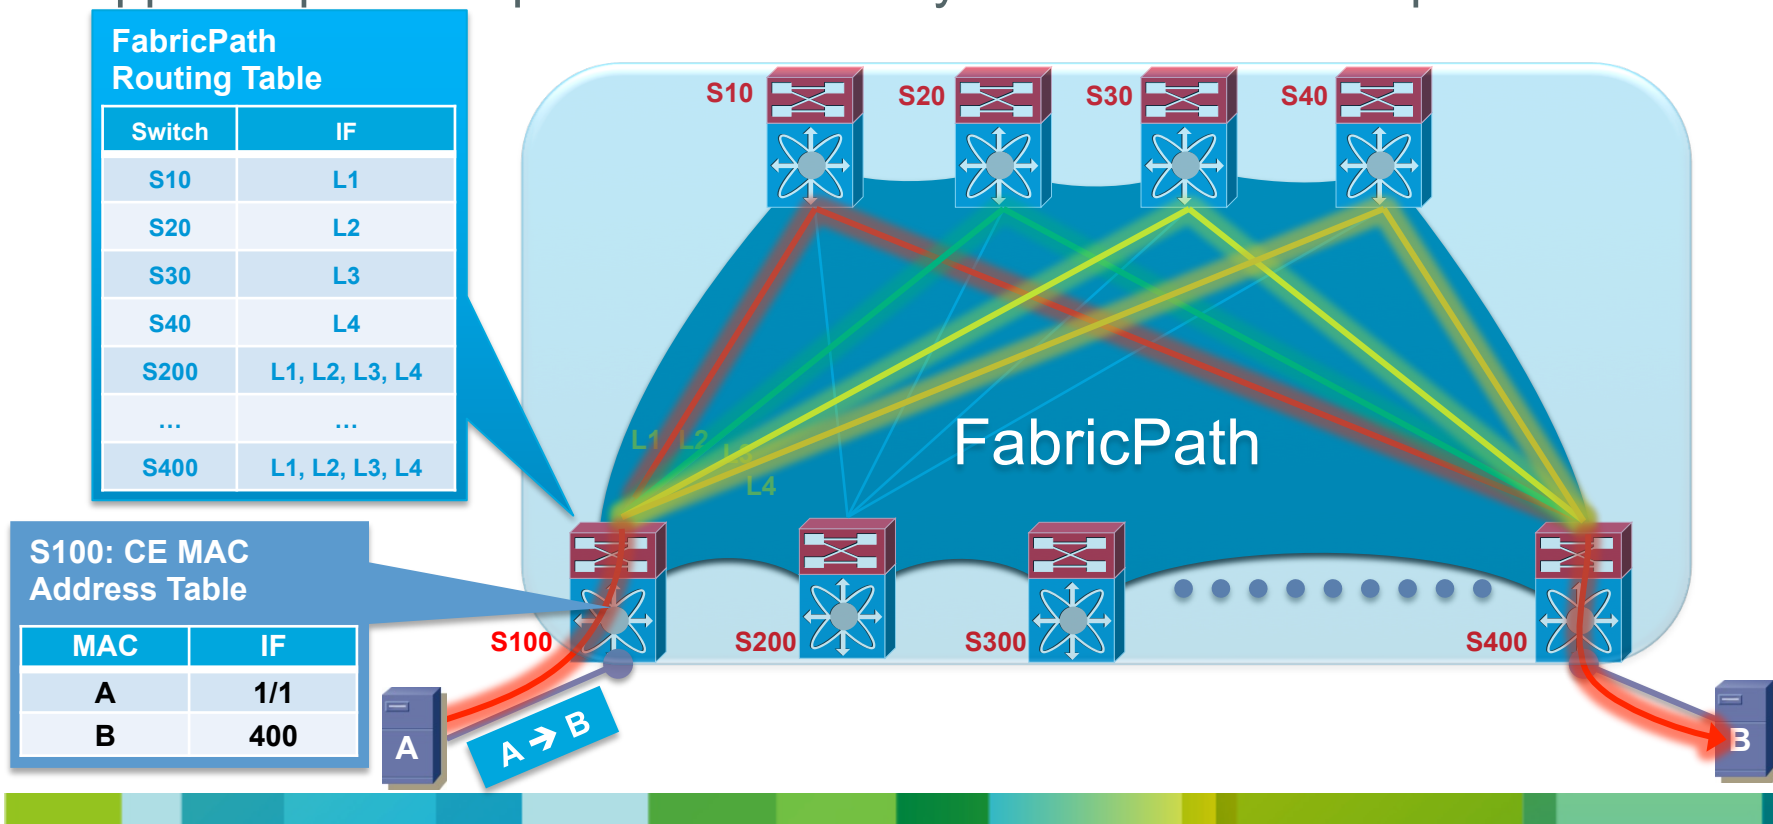 FabricPath
Routing Table
Switch IF
S10 L1
S20 L2
S30 L3
S40 L4
S200 L1, L2, L3, L4
… …
S400 L1, L2, L3, L4
S10 S20 S30 S40
L1 L2
L3
L4
FabricPath
S100: CE MAC
Address Table
MAC IF
A 1/1
B 400
S100 S200 S300 S400
A
A → B
B